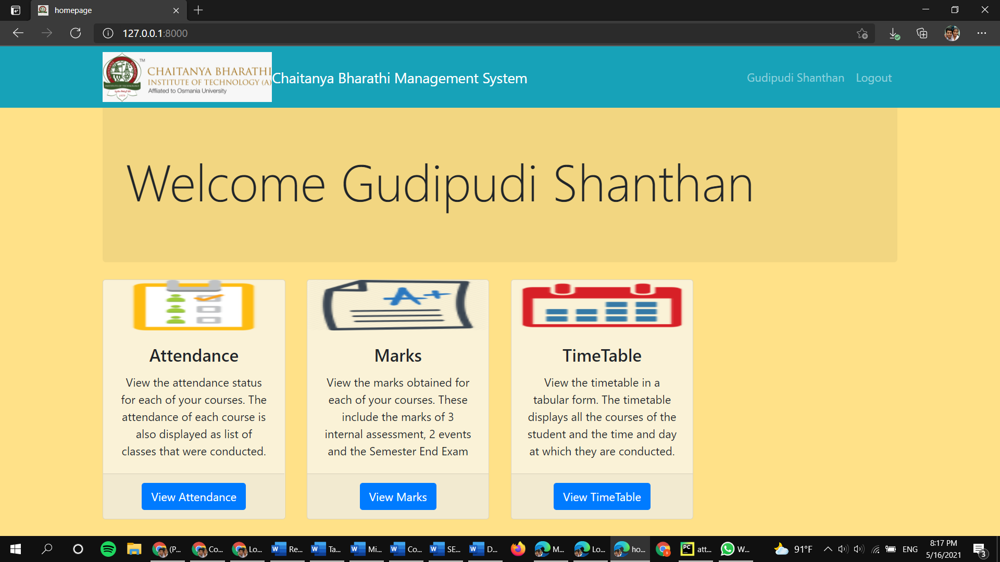 homepage
127.0.0.1:8000
TM
CHAITANYA BHARATHI
INSTITUTE OF TECHNOLOGY (A)
Affliated to Osmania University
1979
Chaitanya Bharathi Management System
Gudipudi Shanthan Logout
Welcome Gudipudi Shanthan
A+
Attendance
View the attendance status
for each of your courses. The
attendance of each course is
also displayed as list of
classes that were conducted.
View Attendance
Marks
View the marks obtained for
each of your courses. These
include the marks of 3
internal assessment, 2 events
and the Semester End Exam
View Marks
TimeTable
View the timetable in a
tabular form. The timetable
displays all the courses of the
student and the time and day
at which they are conducted.
View TimeTable
(P... Co... Lo... Re... Ta... Mi... Co... SE... D... M... Lo... ho... att... W... 91°F ENG
8:17 PM
5/16/2021
3